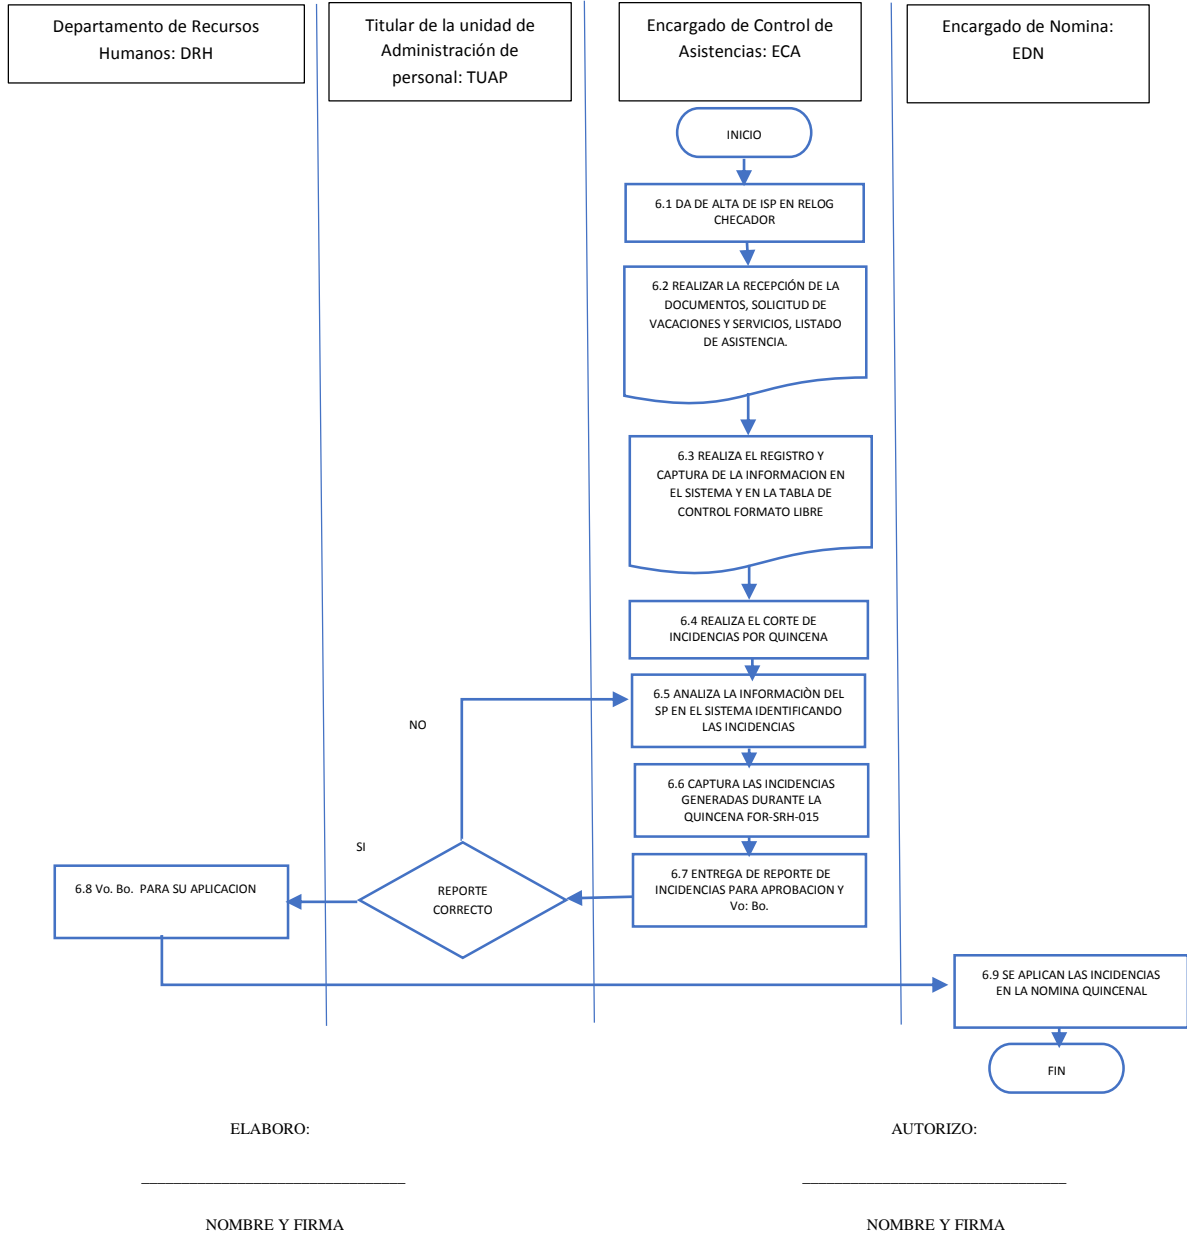 Departamento de Recursos
Humanos: DRH
Titular de la unidad de
Administración de
personal: TUAP
Encargado de Control de
Asistencias: ECA
Encargado de Nomina:
EDN
INICIO
6.1 DA DE ALTA DE ISP EN RELOG
CHECADOR
6.2 REALIZAR LA RECEPCIÓN DE LA
DOCUMENTOS, SOLICITUD DE
VACACIONES Y SERVICIOS, LISTADO
DE ASISTENCIA.
6.3 REALIZA EL REGISTRO Y
CAPTURA DE LA INFORMACION EN
EL SISTEMA Y EN LA TABLA DE
CONTROL FORMATO LIBRE
6.4 REALIZA EL CORTE DE
INCIDENCIAS POR QUINCENA
6.5 ANALIZA LA INFORMACIÒN DEL
SP EN EL SISTEMA IDENTIFICANDO
LAS INCIDENCIAS
NO
6.6 CAPTURA LAS INCIDENCIAS
GENERADAS DURANTE LA
QUINCENA FOR-SRH-015
SI
6.7 ENTREGA DE REPORTE DE
INCIDENCIAS PARA APROBACION Y
Vo: Bo.
REPORTE
CORRECTO
6.8 Vo. Bo. PARA SU APLICACION
6.9 SE APLICAN LAS INCIDENCIAS
EN LA NOMINA QUINCENAL
FIN
ELABORO:
AUTORIZO:
NOMBRE Y FIRMA
NOMBRE Y FIRMA